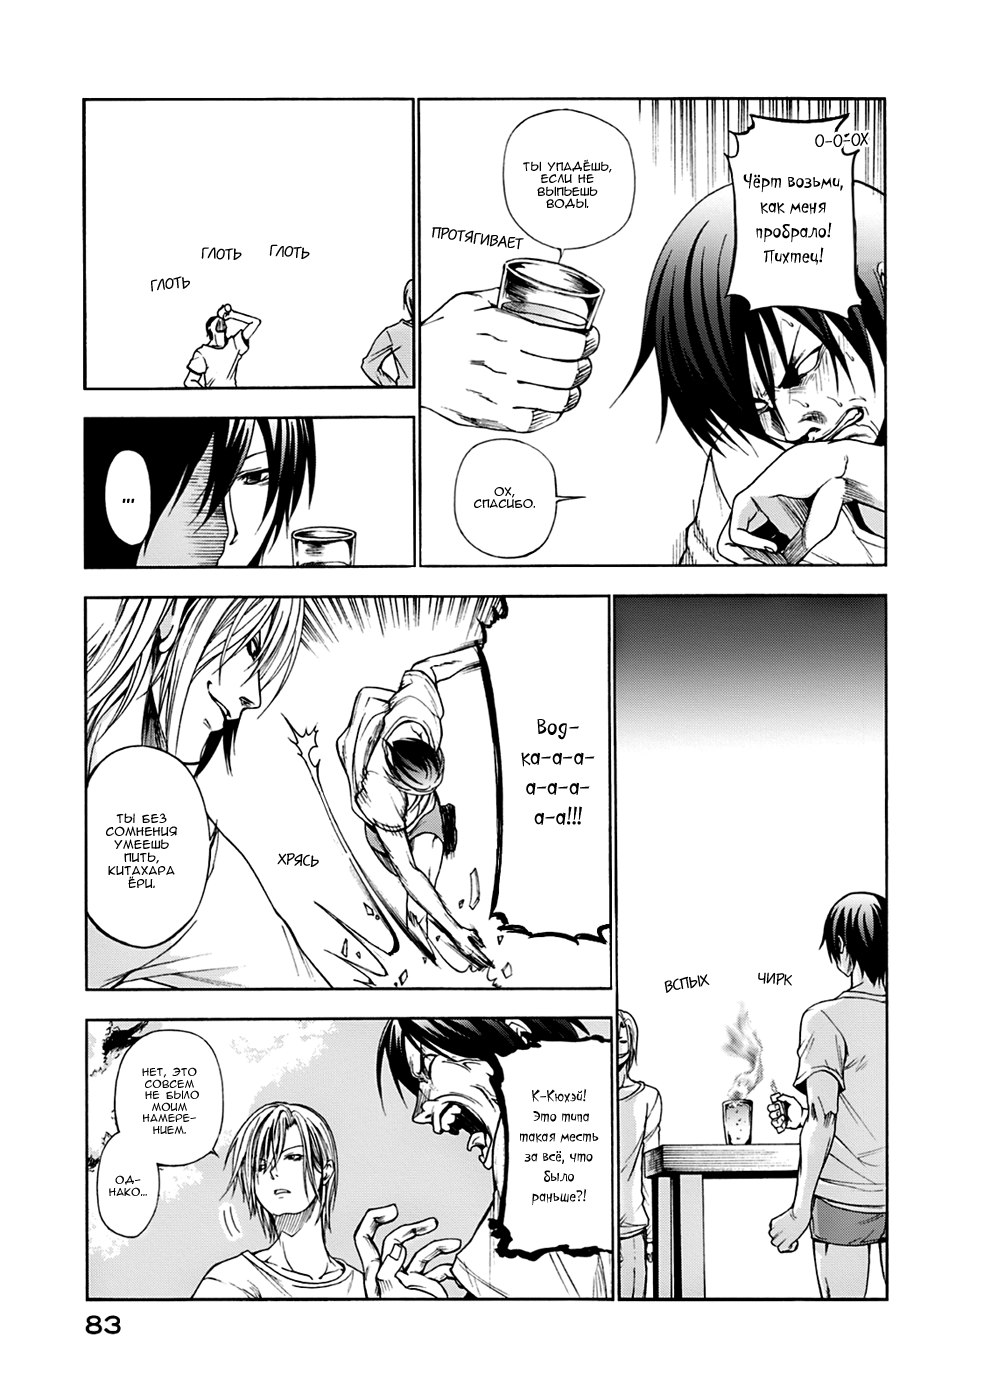 О-О-ОХ
Чёрт возьми,
как меня
пробрало!
Пихтец!
ТЫ УПАДЁШЬ,
ЕСЛИ НЕ
ВЫПЬЕШЬ
ВОДЫ.
ПРОТЯГИВАЕТ
ОХ,
СПАСИБО.
ГЛОТЬ
ГЛОТЬ
ГЛОТЬ
...
ЧИРК
ВСПЫХ
Вод-
ка-а-а-
а-а-а-
а-а!!!
ХРЯСЬ
ТЫ БЕЗ
СОМНЕНИЯ
УМЕЕШЬ
ПИТЬ,
КИТАХАРА
ЁРИ.
К-Кюхэй!
Это типа
такая месть
за всё, что
было
раньше?!
НЕТ, ЭТО
СОВСЕМ
НЕ БЫЛО
МОИМ
НАМЕРЕ-
НИЕМ.
ОД-
НАКО...
83